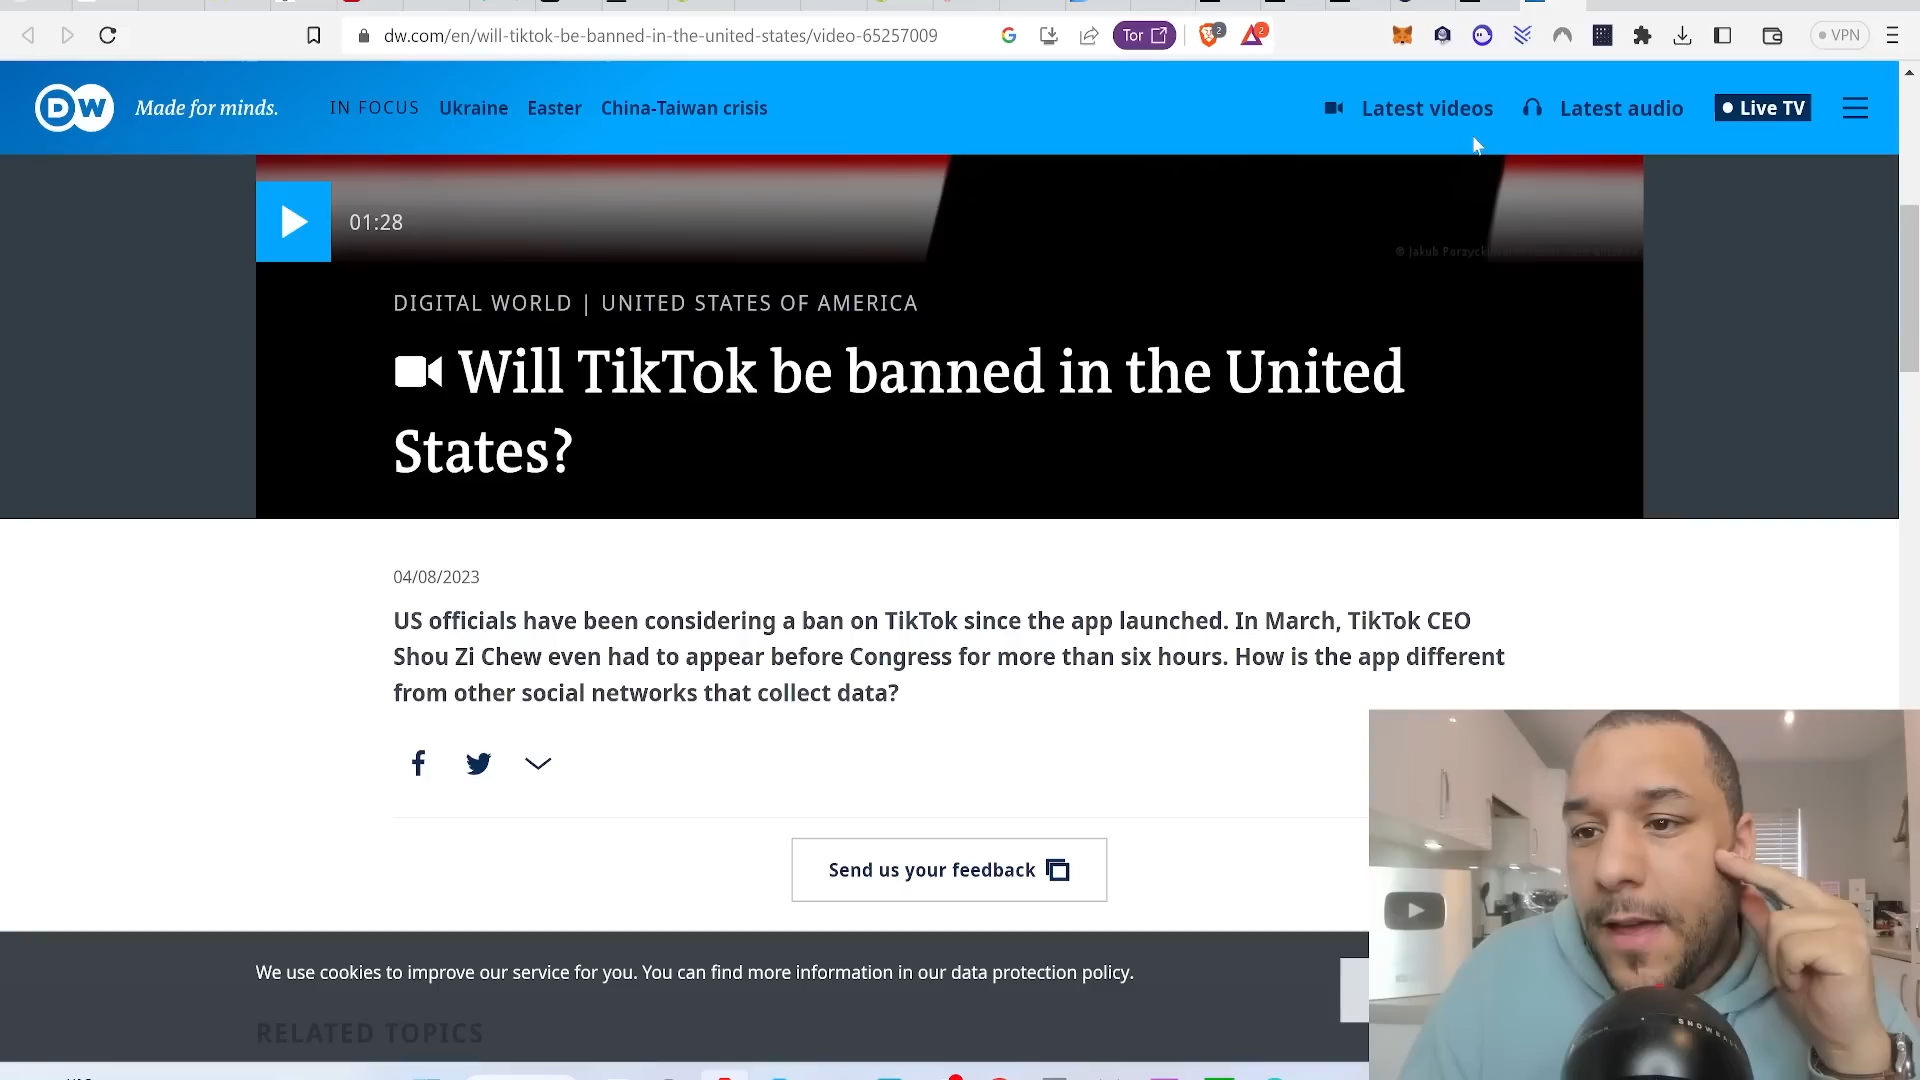 dw.com/en/will-tiktok-be-banned-in-the-united-states/video-65257009
Tor
2
2
VPN
DW
Made for minds.
IN FOCUS
Ukraine
Easter
China-Taiwan crisis
Latest videos
Latest audio
Live TV
01:28
© Jakub Porzyck
DIGITAL WORLD | UNITED STATES OF AMERICA
Will TikTok be banned in the United
States?
04/08/2023
US officials have been considering a ban on TikTok since the app launched. In March, TikTok CEO
Shou Zi Chew even had to appear before Congress for more than six hours. How is the app different
from other social networks that collect data?
Send us your feedback
We use cookies to improve our service for you. You can find more information in our data protection policy.
RELATED TOPICS
SNOWBALL